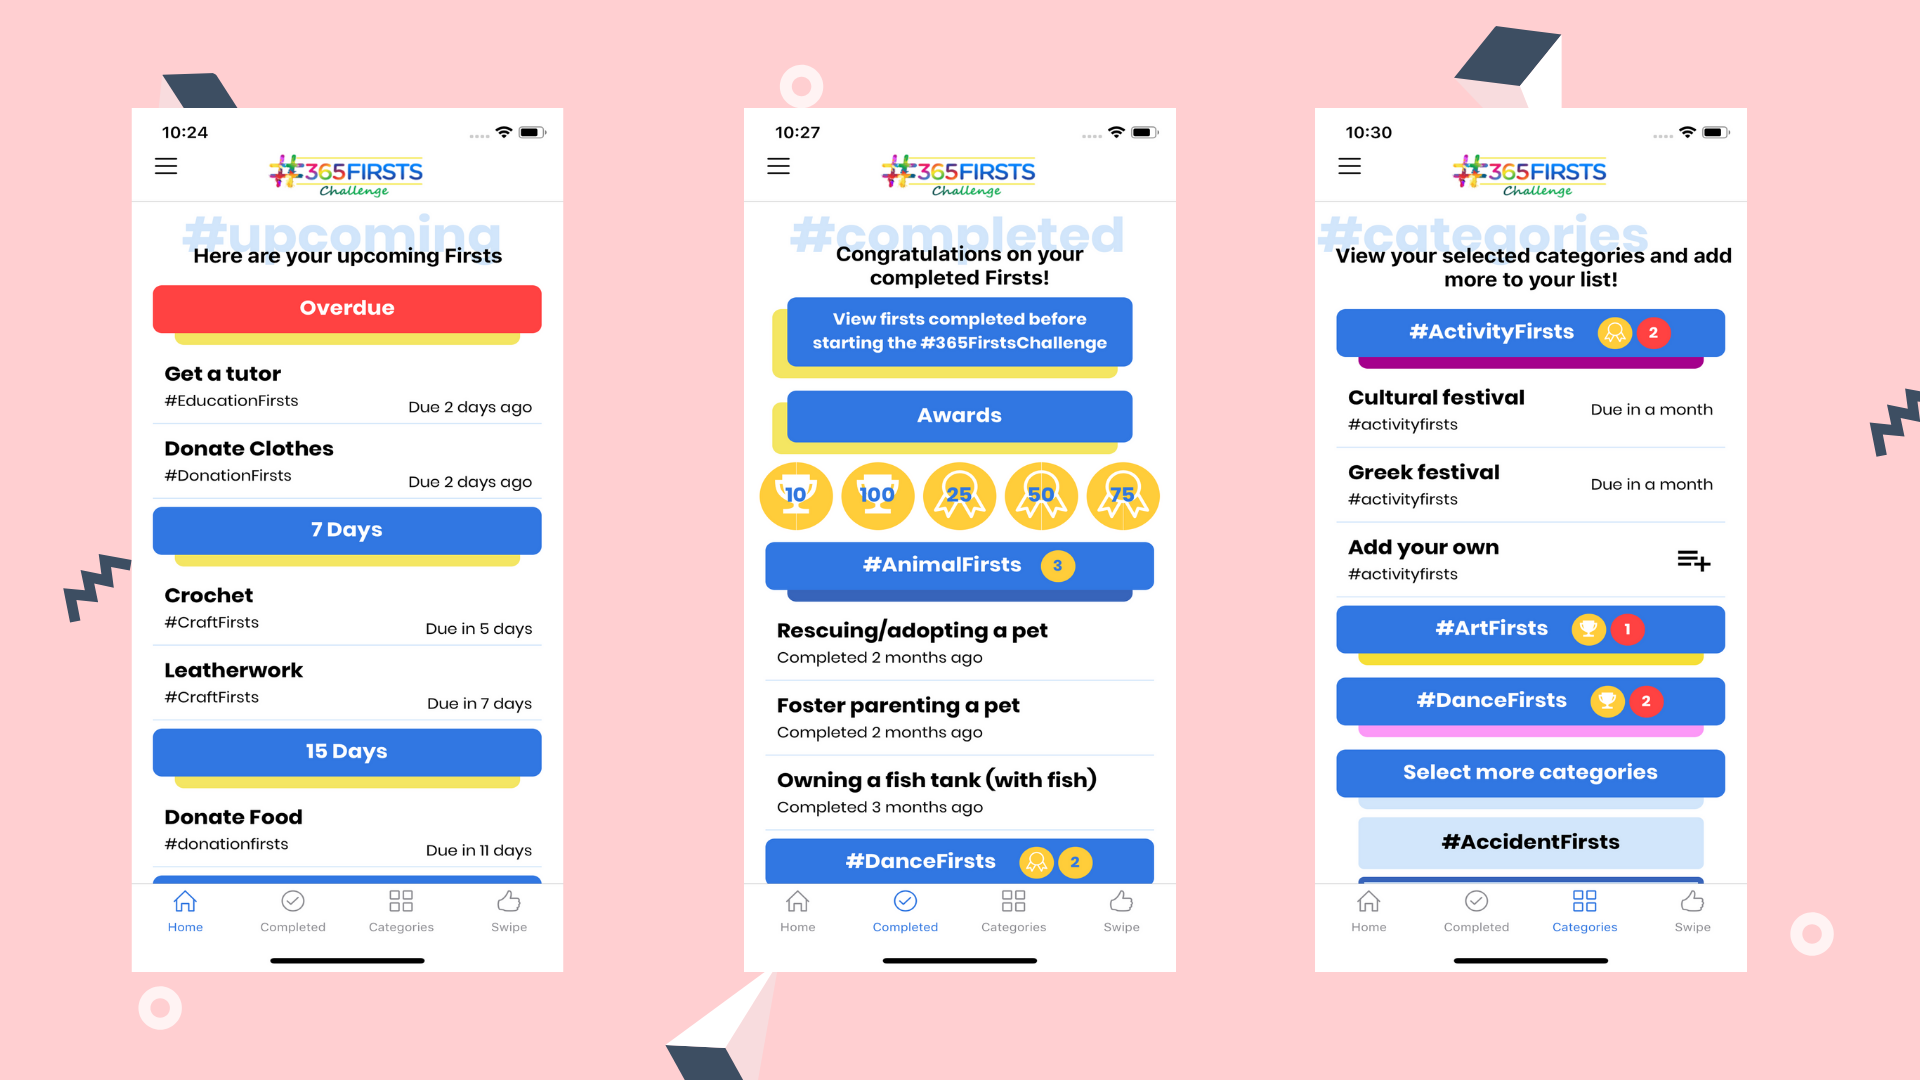 10:24
#365FIRSTS
Challenge
#upcoming
Here are your upcoming Firsts
Overdue
Get a tutor
#EducationFirsts
Due 2 days ago
Donate Clothes
#DonationFirsts
Due 2 days ago
7 Days
Crochet
#CraftFirsts
Due in 5 days
Leatherwork
#CraftFirsts
Due in 7 days
15 Days
Donate Food
#donationfirsts
Due in 11 days
Home
Completed
Categories
Swipe
10:27
#365FIRSTS
Challenge
#completed
Congratulations on your
completed Firsts!
View firsts completed before
starting the #365FirstsChallenge
Awards
10
100
25
50
75
#AnimalFirsts
3
Rescuing/adopting a pet
Completed 2 months ago
Foster parenting a pet
Completed 2 months ago
Owning a fish tank (with fish)
Completed 3 months ago
#DanceFirsts
2
Home
Completed
Categories
Swipe
10:30
#365FIRSTS
Challenge
#categories
View your selected categories and add
more to your list!
#ActivityFirsts
2
Cultural festival
#activityfirsts
Due in a month
Greek festival
#activityfirsts
Due in a month
Add your own
#activityfirsts
#ArtFirsts
1
#DanceFirsts
2
Select more categories
#AccidentFirsts
Home
Completed
Categories
Swipe